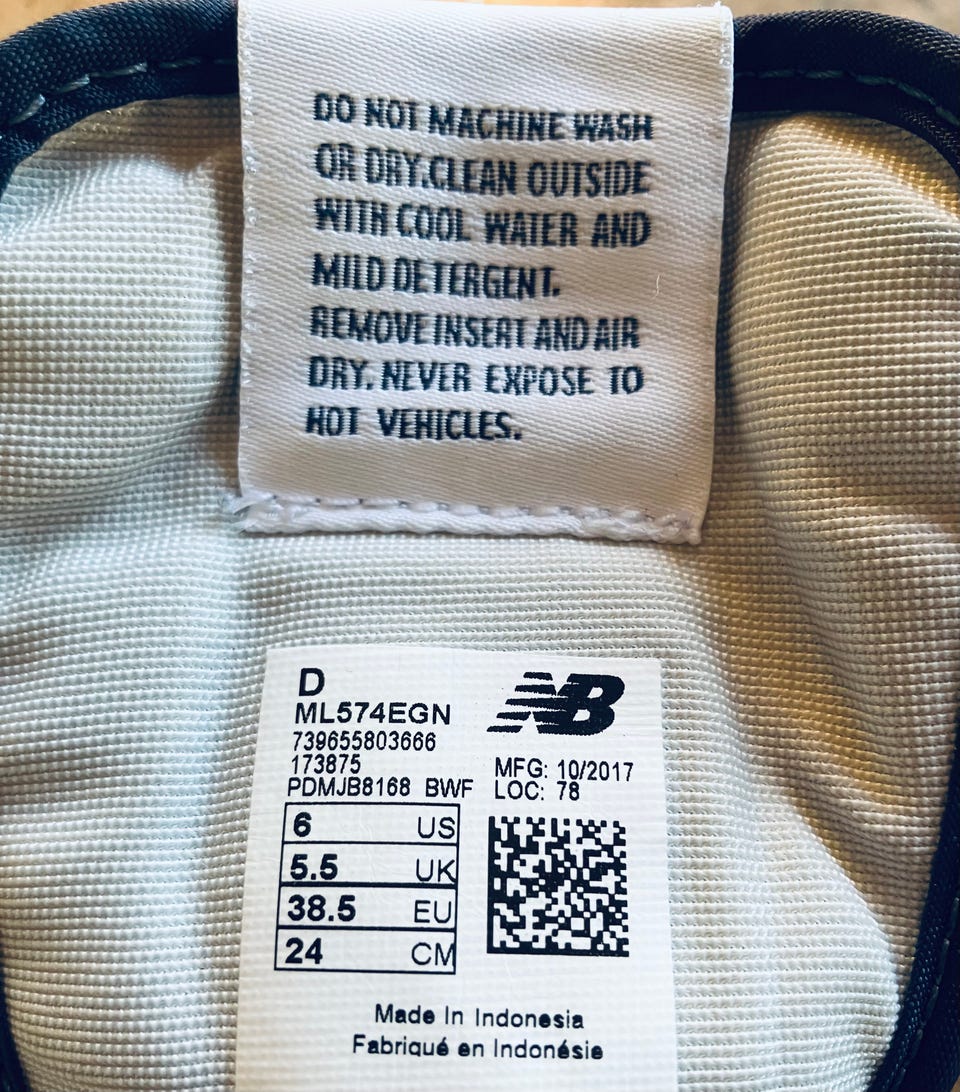 DO NOT MACHINE WASH
OR DRY.CLEAN OUTSIDE
WITH COOL WATER AND
MILD DETERGENT.
REMOVE INSERT AND AIR
DRY. NEVER EXPOSE TO
HOT VEHICLES.
D
ML574EGN
739655803666
173875
PDMJB8168 BWF
NB
MFG: 10/2017
LOC: 78
6 US
5.5 UK
38.5 EU
24 CM
Made In Indonesia
Fabriqué en Indonésie